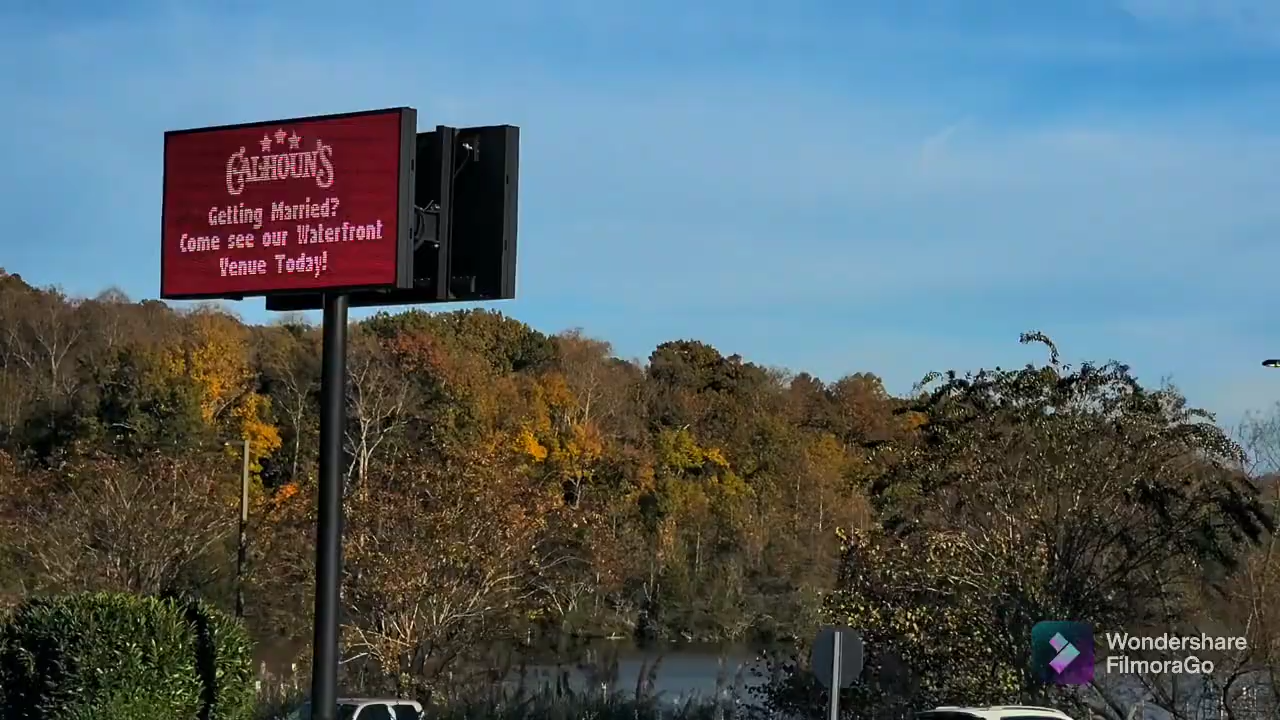 CALHOUN'S
Getting Married?
Come see our Waterfront
Venue Today!
Wondershare
FilmoraGo